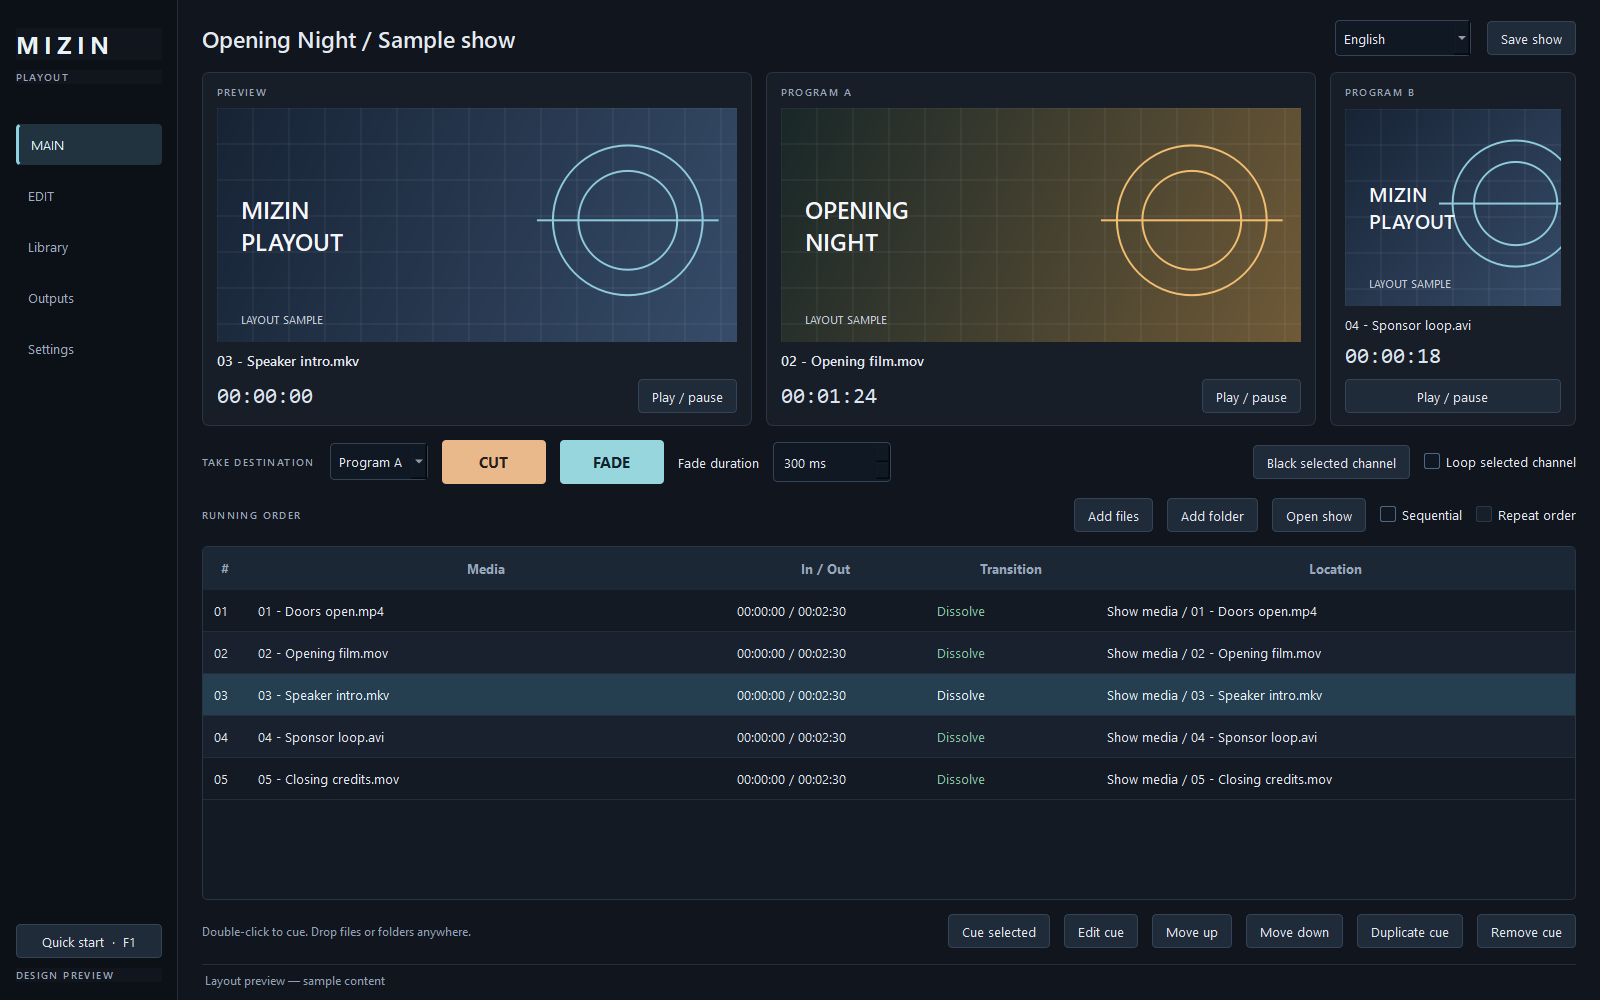 MIZIN
PLAYOUT
MAIN
EDIT
Library
Outputs
Settings
Quick start · F1
DESIGN PREVIEW
Opening Night / Sample show
English
Save show
PREVIEW
MIZIN
PLAYOUT
LAYOUT SAMPLE
03 - Speaker intro.mkv
00:00:00
Play / pause
PROGRAM A
OPENING
NIGHT
LAYOUT SAMPLE
02 - Opening film.mov
00:01:24
Play / pause
PROGRAM B
MIZIN
PLAYOUT
LAYOUT SAMPLE
04 - Sponsor loop.avi
00:00:18
Play / pause
TAKE DESTINATION Program A CUT FADE Fade duration 300 ms Black selected channel Loop selected channel
RUNNING ORDER Add files Add folder Open show Sequential Repeat order
# Media In / Out Transition Location
01 01 - Doors open.mp4 00:00:00 / 00:02:30 Dissolve Show media / 01 - Doors open.mp4
02 02 - Opening film.mov 00:00:00 / 00:02:30 Dissolve Show media / 02 - Opening film.mov
03 03 - Speaker intro.mkv 00:00:00 / 00:02:30 Dissolve Show media / 03 - Speaker intro.mkv
04 04 - Sponsor loop.avi 00:00:00 / 00:02:30 Dissolve Show media / 04 - Sponsor loop.avi
05 05 - Closing credits.mov 00:00:00 / 00:02:30 Dissolve Show media / 05 - Closing credits.mov
Double-click to cue. Drop files or folders anywhere. Cue selected Edit cue Move up Move down Duplicate cue Remove cue
Layout preview — sample content